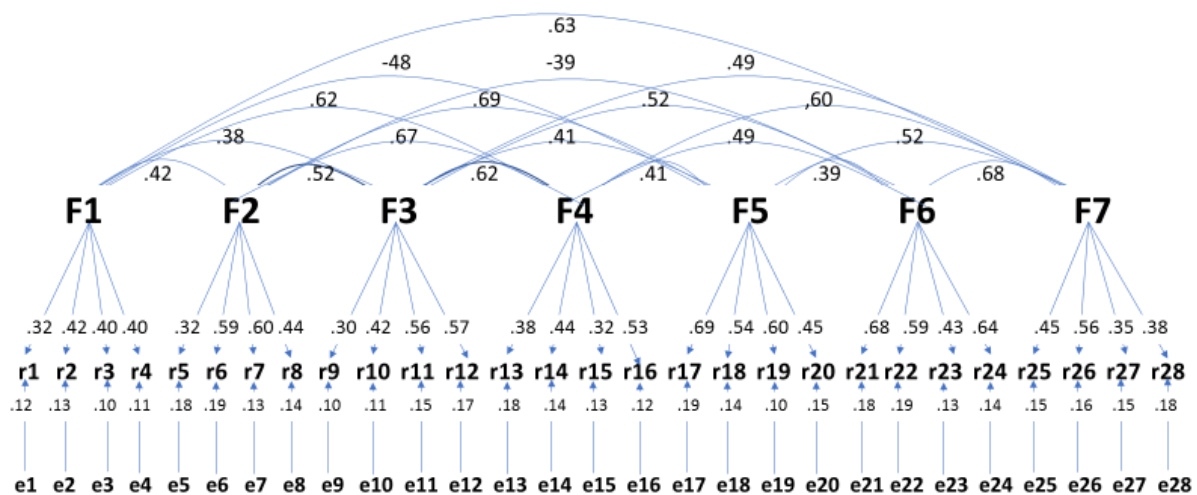 .63
-48 -39 .49
.62 .69 .52 ,60
.38 .67 .41 .49 .52
.42 .52 .62 .41 .39 .68
F1 F2 F3 F4 F5 F6 F7
.32 .42 .40 .40 .32 .59 .60 .44 .30 .42 .56 .57 .38 .44 .32 .53 .69 .54 .60 .45 .68 .59 .43 .64 .45 .56 .35 .38
r1 r2 r3 r4 r5 r6 r7 r8 r9 r10 r11 r12 r13 r14 r15 r16 r17 r18 r19 r20 r21 r22 r23 r24 r25 r26 r27 r28
.12 .13 .10 .11 .18 .19 .13 .14 .10 .11 .15 .17 .18 .14 .13 .12 .19 .14 .10 .15 .18 .19 .13 .14 .15 .16 .15 .18
e1 e2 e3 e4 e5 e6 e7 e8 e9 e10 e11 e12 e13 e14 e15 e16 e17 e18 e19 e20 e21 e22 e23 e24 e25 e26 e27 e28